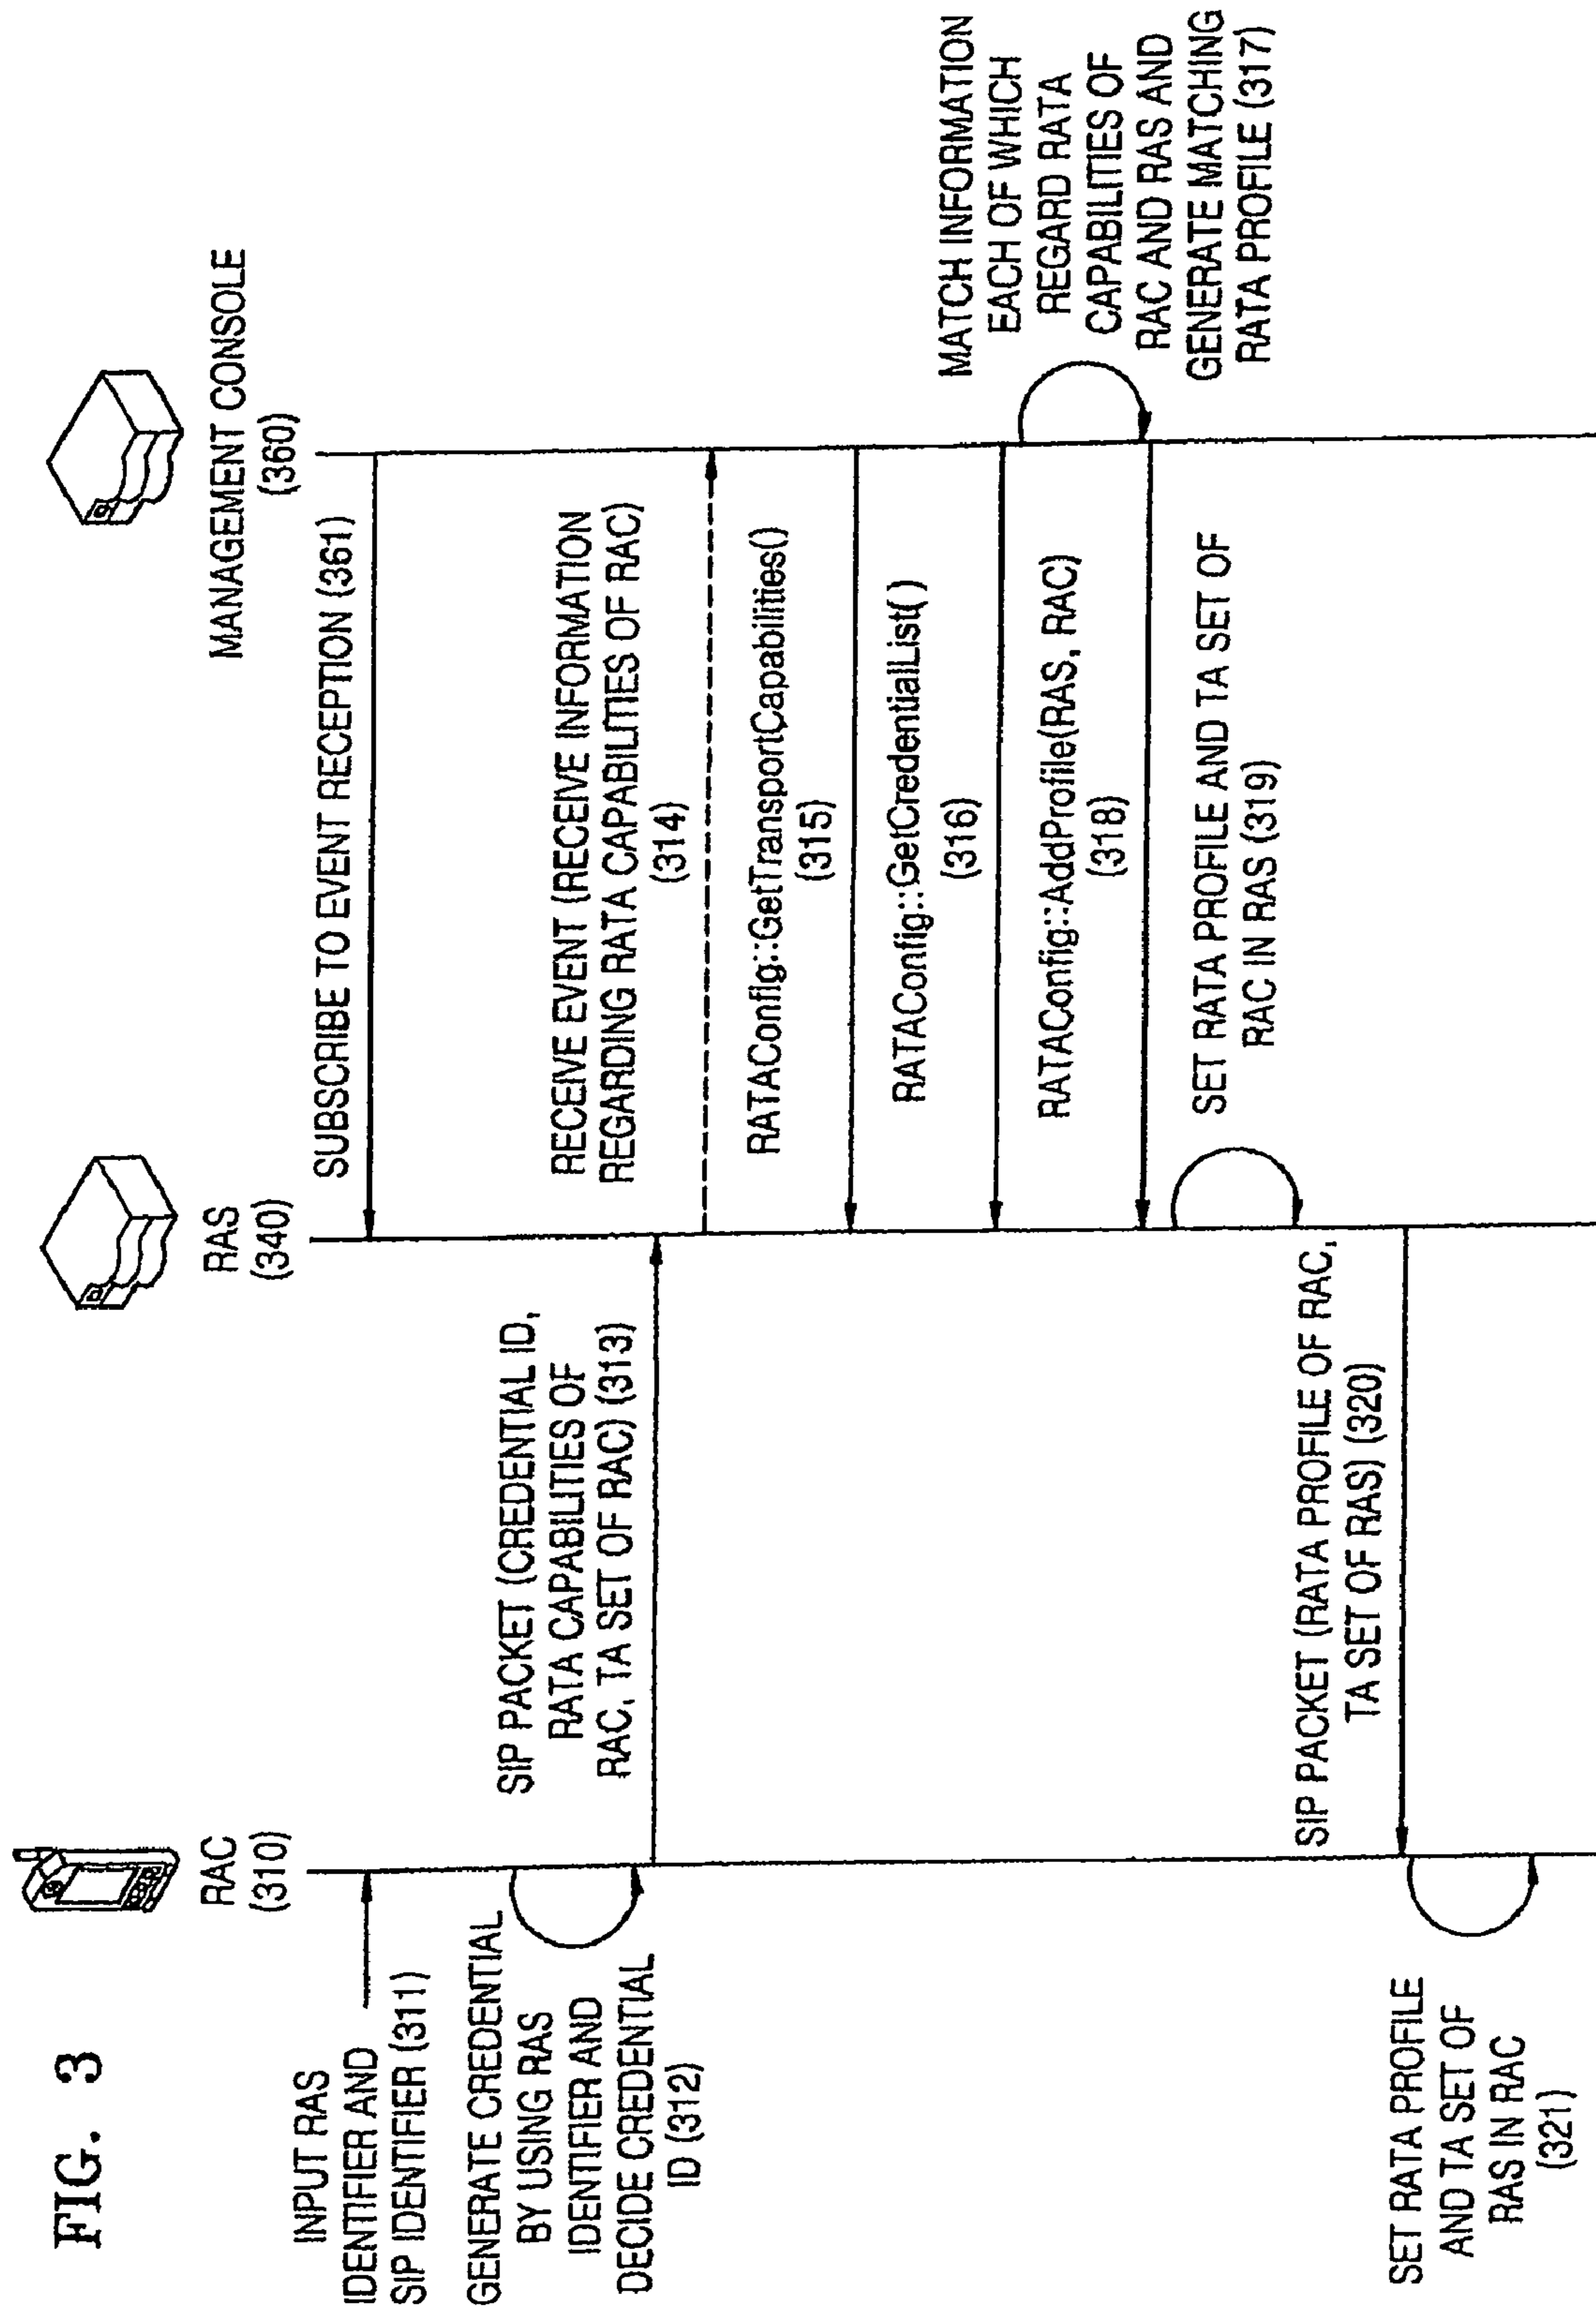 FIG. 3
RAC
(310)
RAS
(340)
MANAGEMENT CONSOLE
(360)
INPUT RAS
IDENTIFIER AND
SIP IDENTIFIER (311)
SUBSCRIBE TO EVENT RECEPTION (361)
GENERATE CREDENTIAL
BY USING RAS
IDENTIFIER AND
DECIDE CREDENTIAL
ID (312)
SIP PACKET (CREDENTIAL ID,
RATA CAPABILITIES OF
RAC, TA SET OF RAC) (313)
RECEIVE EVENT (RECEIVE INFORMATION
REGARDING RATA CAPABILITIES OF RAC)
(314)
RATAConfig::GetTransportCapabilities()
(315)
RATAConfig::GetCredentialList( )
(316)
MATCH INFORMATION
EACH OF WHICH
REGARD RATA
CAPABILITIES OF
RAC AND RAS AND
GENERATE MATCHING
RATA PROFILE (317)
RATAConfig::AddProfile(RAS, RAC)
(318)
SET RATA PROFILE AND TA SET OF
RAC IN RAS (319)
SIP PACKET (RATA PROFILE OF RAC,
TA SET OF RAS) (320)
SET RATA PROFILE
AND TA SET OF
RAS IN RAC
(321)